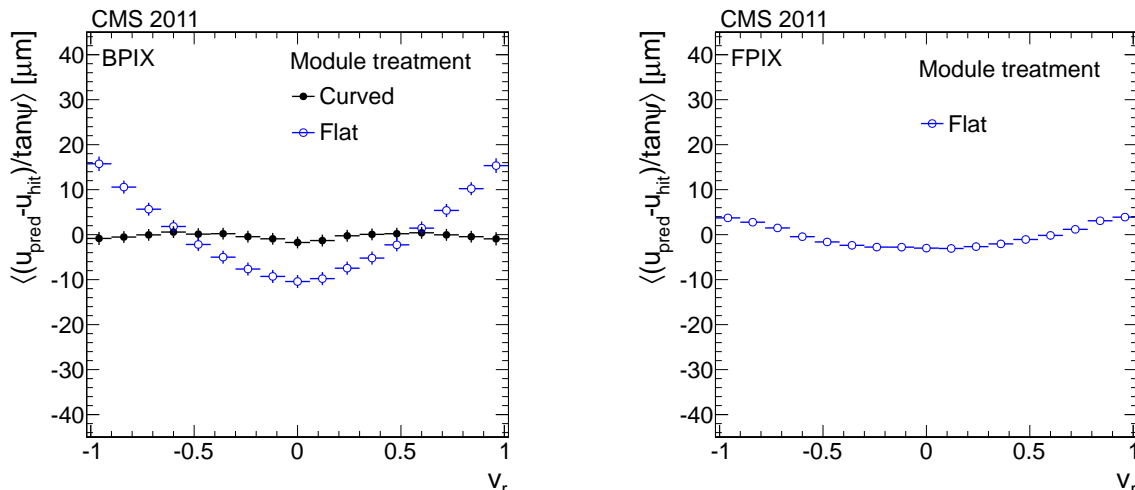 CMS 2011
BPIX
Module treatment
Curved
Flat
⟨(u_pred-u_hit)/tanψ⟩ [μm]
40
30
20
10
0
-10
-20
-30
-40
-1 -0.5 0 0.5 1
v_r
CMS 2011
FPIX
Module treatment
Flat
⟨(u_pred-u_hit)/tanψ⟩ [μm]
40
30
20
10
0
-10
-20
-30
-40
-1 -0.5 0 0.5 1
v_r